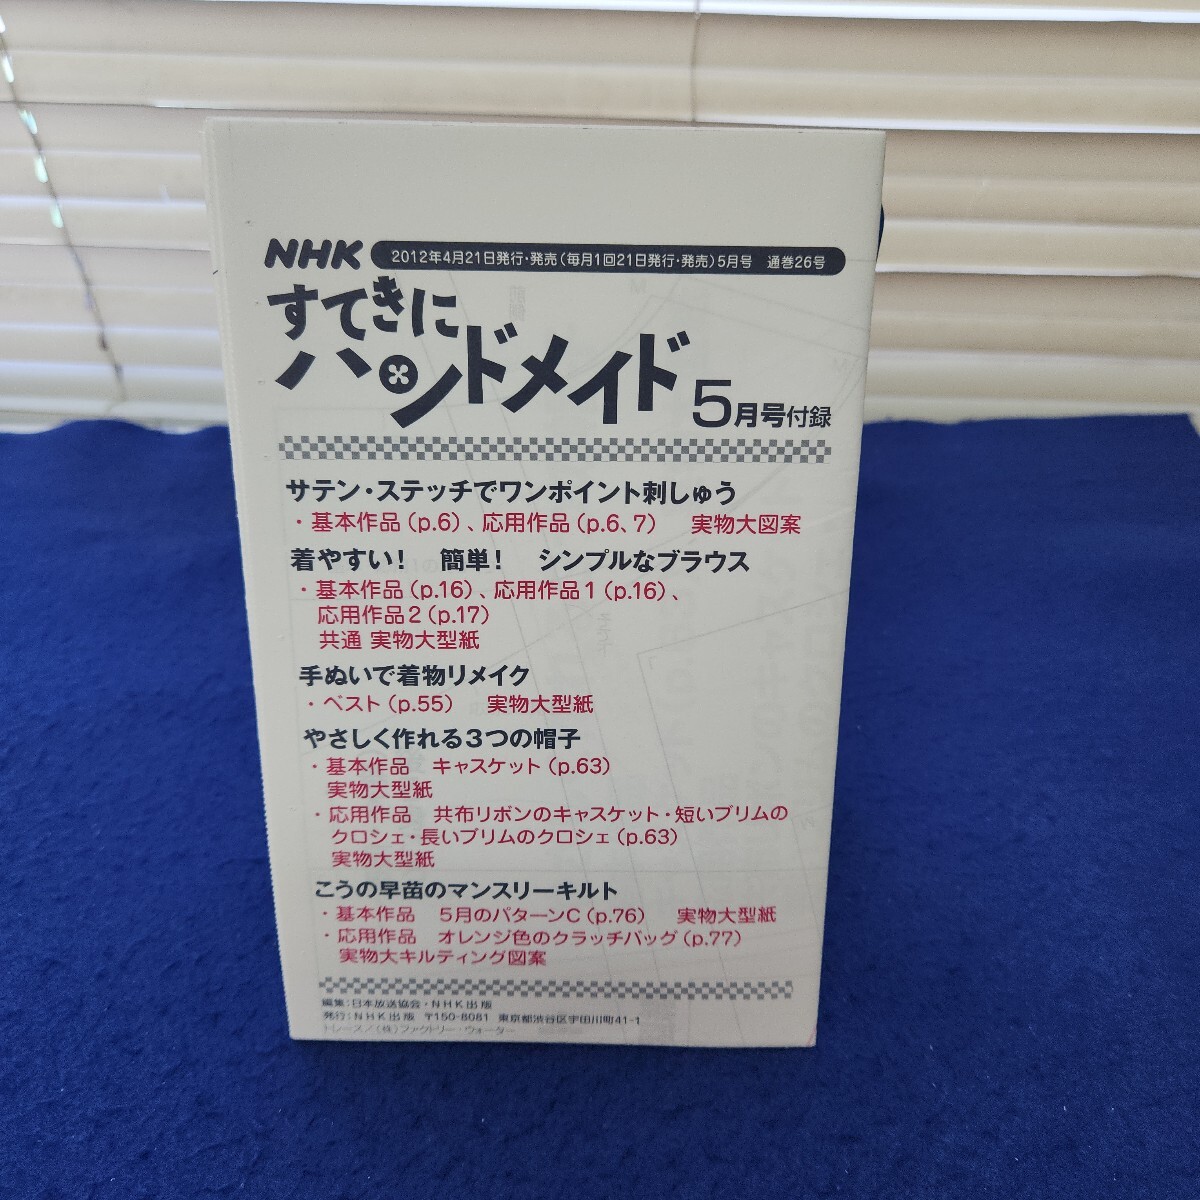 NHK 2012年4月21日発行・発売(毎月1回21日発行・発売)5月号 通巻26号
すてきに
ハンドメイド 5月号付録
サテン・ステッチでワンポイント刺しゅう
・基本作品(p.6)、応用作品(p.6、7) 実物大図案
着やすい! 簡単! シンプルなブラウス
・基本作品(p.16)、応用作品1(p.16)、
応用作品2(p.17)
共通 実物大型紙
手ぬいで着物リメイク
・ベスト(p.55) 実物大型紙
やさしく作れる3つの帽子
・基本作品 キャスケット(p.63)
実物大型紙
・応用作品 共布リボンのキャスケット・短いブリムの
クロシェ・長いブリムのクロシェ(p.63)
実物大型紙
こうの早苗のマンスリーキルト
・基本作品 5月のパターンC(p.76) 実物大型紙
・応用作品 オレンジ色のクラッチバッグ(p.77)
実物大キルティング図案
編集:日本放送協会・NHK出版
発行:NHK出版 〒150-8081 東京都渋谷区宇田川町41-1
トレース/(株)ファクトリー・ウォーター